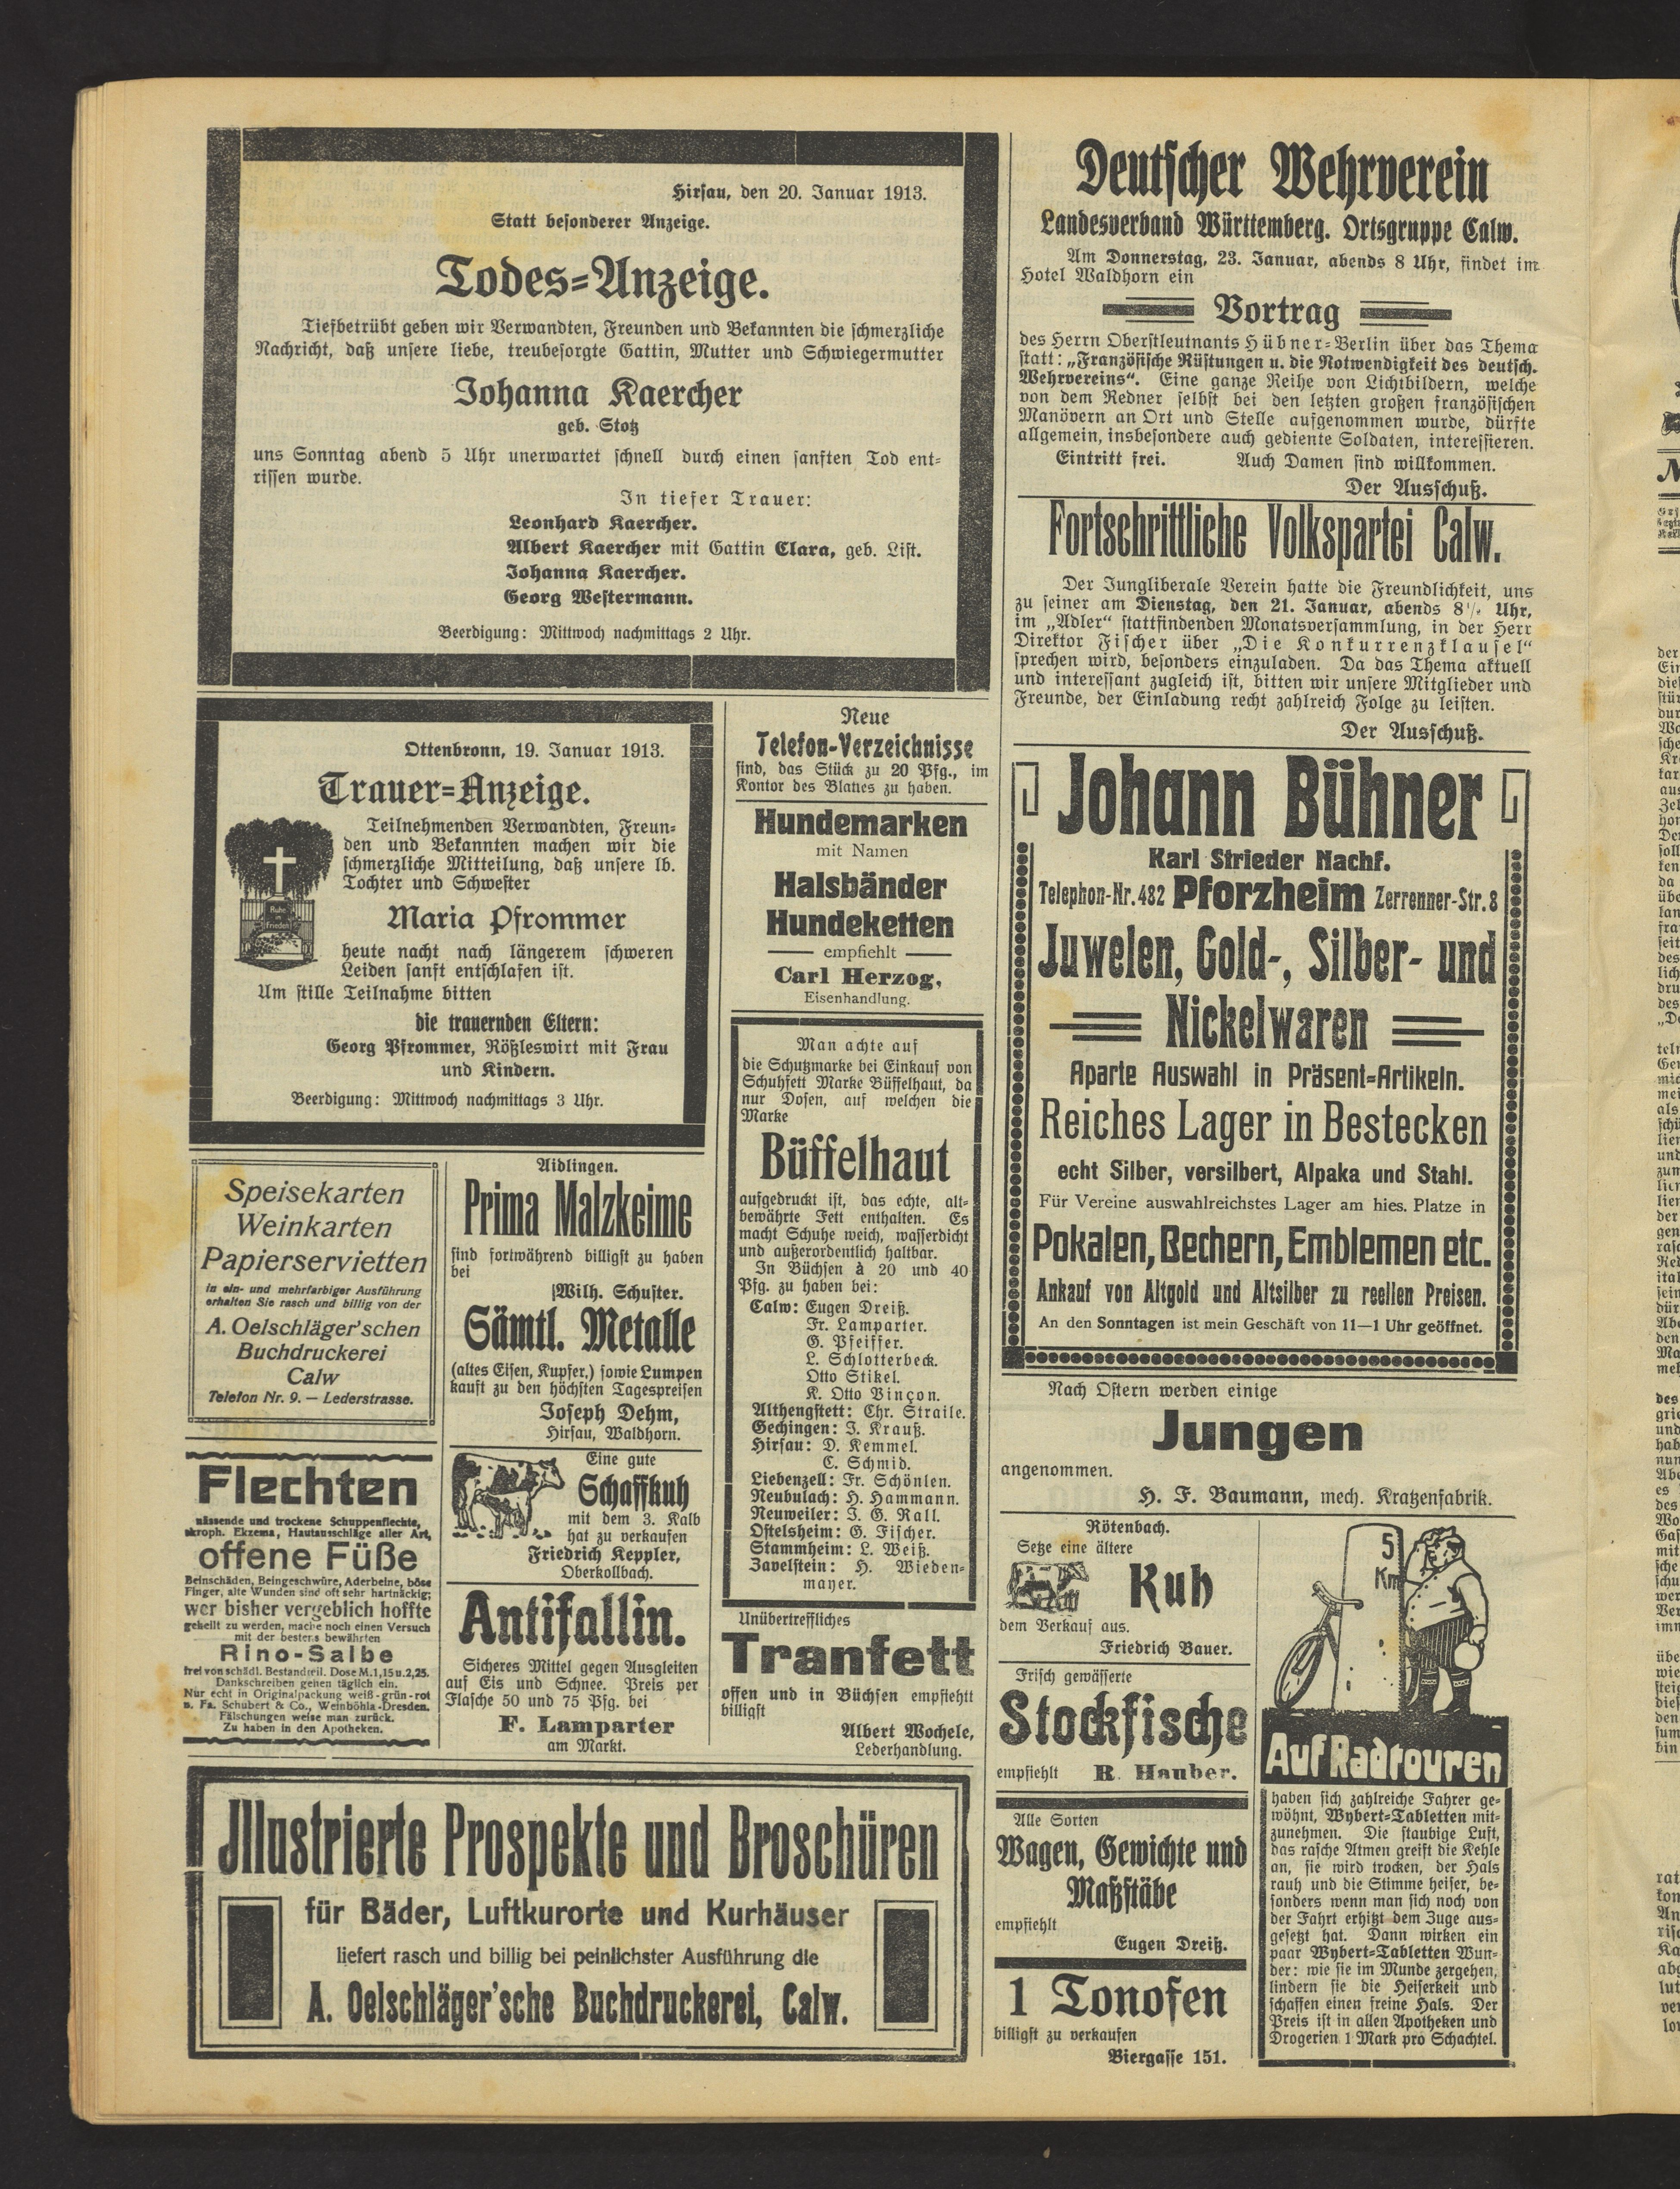 Hirsau, den 20. Januar 1913.
Statt besonderer Anzeige.
Todes=Anzeige.
Tiefbetrübt geben wir Verwandten, Freunden und Bekannten die schmerzliche
Nachricht, daß unsere liebe, treubesorgte Gattin, Mutter und Schwiegermutter
Johanna Kaercher
geb. Stotz
uns Sonntag abend 5 Uhr unerwartet schnell durch einen sanften Tod ent=
rissen wurde.
In tiefer Trauer:
Leonhard Kaercher.
Albert Kaercher mit Gattin Clara, geb. List.
Johanna Kaercher.
Georg Westermann.
Beerdigung: Mittwoch nachmittags 2 Uhr.
Ottenbronn, 19. Januar 1913.
Trauer=Anzeige.
Teilnehmenden Verwandten, Freun=
den und Bekannten machen wir die
schmerzliche Mitteilung, daß unsere lb.
Tochter und Schwester
Ruhe
in
Frieden
Maria Pfrommer
heute nacht nach längerem schweren
Leiden sanft entschlafen ist.
Um stille Teilnahme bitten
die trauernden Eltern:
Georg Pfrommer, Rößleswirt mit Frau
und Kindern.
Beerdigung: Mittwoch nachmittags 3 Uhr.
Speisekarten
Weinkarten
Papierservietten
in ein- und mehrfarbiger Ausführung
erhalten Sie rasch und billig von der
A. Oelschläger'schen
Buchdruckerei
Calw
Telefon Nr. 9. — Lederstrasse.
Flechten
nässende und trockene Schuppenflechte,
skroph. Ekzema, Hautausschläge aller Art,
offene Füße
Beinschäden, Beingeschwüre, Aderbeine, böse
Finger, alte Wunden sind oft sehr hartnäckig;
wer bisher vergeblich hoffte
geheilt zu werden, mache noch einen Versuch
mit der bestens bewährten
Rino-Salbe
frei von schädl. Bestandteil. Dose M. 1,15 u. 2,25.
Dankschreiben gehen täglich ein.
Nur echt in Originalpackung weiß-grün-rot
u. Fa. Schubert & Co., Weinböhla-Dresden.
Fälschungen weise man zurück.
Zu haben in den Apotheken.
Aidlingen.
Prima Malzkeime
sind fortwährend billigst zu haben
bei
Wilh. Schuster.
Sämtl. Metalle
(altes Eisen, Kupfer,) sowie Lumpen
kauft zu den höchsten Tagespreisen
Joseph Dehm,
Hirsau, Waldhorn.
Eine gute
Schaffkuh
mit dem 3. Kalb
hat zu verkaufen
Friedrich Keppler,
Oberkollbach.
Antifallin.
Sicheres Mittel gegen Ausgleiten
auf Eis und Schnee. Preis per
Flasche 50 und 75 Pfg. bei
F. Lamparter
am Markt.
Neue
Telefon-Verzeichnisse
sind, das Stück zu 20 Pfg., im
Kontor des Blattes zu haben.
Hundemarken
mit Namen
Halsbänder
Hundeketten
empfiehlt
Carl Herzog,
Eisenhandlung.
Man achte auf
die Schutzmarke bei Einkauf von
Schuhfett Marke Büffelhaut, da
nur Dosen, auf welchen die
Marke
Büffelhaut
aufgedruckt ist, das echte, alt=
bewährte Fett enthalten. Es
macht Schuhe weich, wasserdicht
und außerordentlich haltbar.
In Büchsen à 20 und 40
Pfg. zu haben bei:
Calw: Eugen Dreiß.
Fr. Lamparter.
G. Pfeiffer.
L. Schlotterbeck.
Otto Stikel.
K. Otto Vinçon.
Althengstett: Chr. Straile.
Gechingen: J. Krauß.
Hirsau: D. Kemmel.
C. Schmid.
Liebenzell: Fr. Schönlen.
Neubulach: H. Hammann.
Neuweiler: J. G. Rall.
Ostelsheim: G. Fischer.
Stammheim: L. Weiß.
Zavelstein: H. Wieden-
mayer.
Unübertreffliches
Tranfett
offen und in Büchsen empfiehlt
billigst
Albert Wochele,
Lederhandlung.
Illustrierte Prospekte und Broschüren
für Bäder, Luftkurorte und Kurhäuser
liefert rasch und billig bei peinlichster Ausführung die
A. Oelschläger'sche Buchdruckerei, Calw.
Deutscher Wehrverein
Landesverband Württemberg. Ortsgruppe Calw.
Am Donnerstag, 23. Januar, abends 8 Uhr, findet im
Hotel Waldhorn ein
Vortrag
des Herrn Oberstleutnants Hübner=Berlin über das Thema
statt: „Französische Rüstungen u. die Notwendigkeit des deutsch.
Wehrvereins“. Eine ganze Reihe von Lichtbildern, welche
von dem Redner selbst bei den letzten großen französischen
Manövern an Ort und Stelle aufgenommen wurde, dürfte
allgemein, insbesondere auch gediente Soldaten, interessieren.
Eintritt frei. Auch Damen sind willkommen.
Der Ausschuß.
Fortschrittliche Volkspartei Calw.
Der Jungliberale Verein hatte die Freundlichkeit, uns
zu seiner am Dienstag, den 21. Januar, abends 8 Uhr,
im „Adler“ stattfindenden Monatsversammlung, in der Herr
Direktor Fischer über „Die Konkurrenzklausel“
sprechen wird, besonders einzuladen. Da das Thema aktuell
und interessant zugleich ist, bitten wir unsere Mitglieder und
Freunde, der Einladung recht zahlreich Folge zu leisten.
Der Ausschuß.
Johann Bühner
Karl Strieder Nachf.
Telephon-Nr. 482 Pforzheim Zerrenner-Str. 8
Juwelen, Gold-, Silber- und
Nickelwaren
Aparte Auswahl in Präsent=Artikeln.
Reiches Lager in Bestecken
echt Silber, versilbert, Alpaka und Stahl.
Für Vereine auswahlreichstes Lager am hies. Platze in
Pokalen, Bechern, Emblemen etc.
Ankauf von Altgold und Altsilber zu reellen Preisen.
An den Sonntagen ist mein Geschäft von 11—1 Uhr geöffnet.
Nach Ostern werden einige
Jungen
angenommen.
H. F. Baumann, mech. Kratzenfabrik.
Rötenbach.
Setze eine ältere
Kuh
dem Verkauf aus.
Friedrich Bauer.
Frisch gewässerte
Stockfische
empfiehlt R. Hauber.
Alle Sorten
Wagen, Gewichte und
Maßstäbe
empfiehlt
Eugen Dreiß.
1 Tonofen
billigst zu verkaufen
Biergasse 151.
5
Km
Auf Radtouren
haben sich zahlreiche Fahrer ge=
wöhnt, Wybert=Tabletten mit=
zunehmen. Die staubige Luft,
das rasche Atmen greift die Kehle
an, sie wird trocken, der Hals
rauh und die Stimme heiser, be=
sonders wenn man sich noch von
der Fahrt erhitzt dem Zuge aus=
gesetzt hat. Dann wirken ein
paar Wybert=Tabletten Wun=
der: wie sie im Munde zergehen,
lindern sie die Heiserkeit und
schaffen einen freine Hals. Der
Preis ist in allen Apotheken und
Drogerien 1 Mark pro Schachtel.